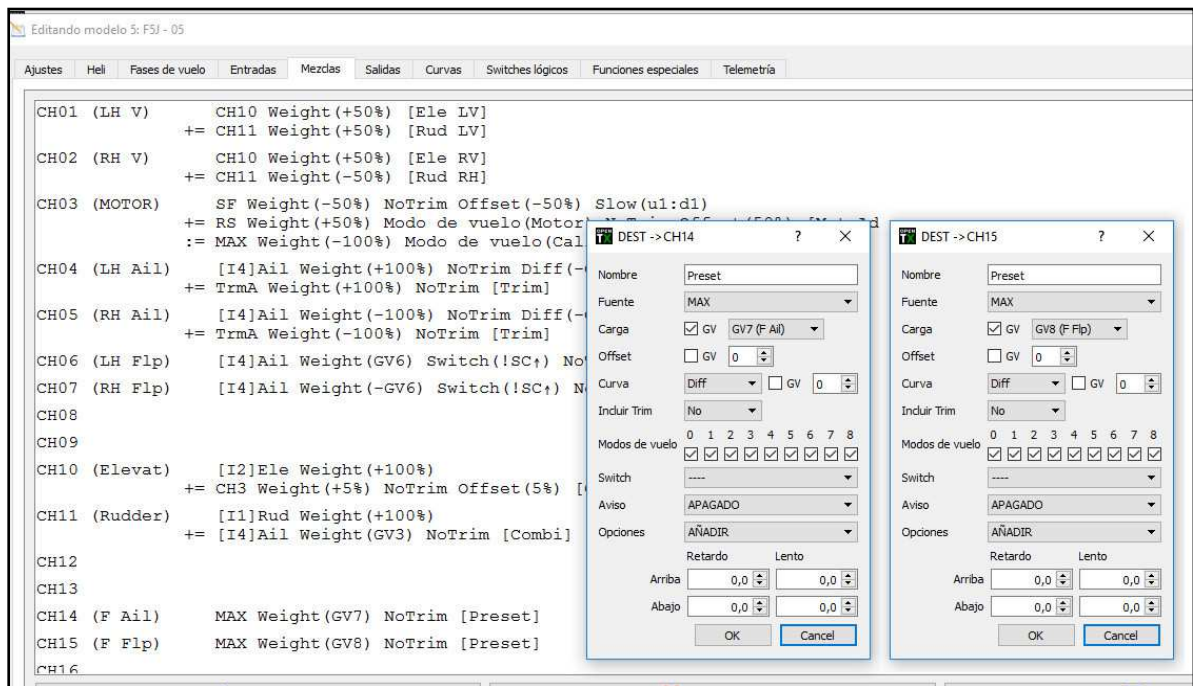 Editando modelo 5: F5J - 05
Ajustes Heli Fases de vuelo Entradas Mezclas Salidas Curvas Switches lógicos Funciones especiales Telemetría
CH01 (LH V) CH10 Weight(+50%) [Ele LV]
+= CH11 Weight(+50%) [Rud LV]
CH02 (RH V) CH10 Weight(+50%) [Ele RV]
+= CH11 Weight(-50%) [Rud RH]
CH03 (MOTOR) SF Weight(-50%) NoTrim Offset(-50%) Slow(u1:d1)
+= RS Weight(+50%) Modo de vuelo(Motor)
:= MAX Weight(-100%) Modo de vuelo(Cal
CH04 (LH Ail) [I4]Ail Weight(+100%) NoTrim Diff(-
+= TrmA Weight(+100%) NoTrim [Trim]
CH05 (RH Ail) [I4]Ail Weight(-100%) NoTrim Diff(-
+= TrmA Weight(-100%) NoTrim [Trim]
CH06 (LH Flp) [I4]Ail Weight(GV6) Switch(!SC↑) No
CH07 (RH Flp) [I4]Ail Weight(-GV6) Switch(!SC↑) N
CH08
CH09
CH10 (Elevat) [I2]Ele Weight(+100%)
+= CH3 Weight(+5%) NoTrim Offset(5%) [
CH11 (Rudder) [I1]Rud Weight(+100%)
+= [I4]Ail Weight(GV3) NoTrim [Combi]
CH12
CH13
CH14 (F Ail) MAX Weight(GV7) NoTrim [Preset]
CH15 (F Flp) MAX Weight(GV8) NoTrim [Preset]
CH16
OPEN TX DEST ->CH14 ? X
Nombre Preset
Fuente MAX
Carga GV GV7 (F Ail)
Offset GV 0
Curva Diff GV 0
Incluir Trim No
Modos de vuelo 0 1 2 3 4 5 6 7 8
Switch ----
Aviso APAGADO
Opciones AÑADIR
Retardo Lento
Arriba 0,0 0,0
Abajo 0,0 0,0
OK Cancel
OPEN TX DEST ->CH15 ? X
Nombre Preset
Fuente MAX
Carga GV GV8 (F Flp)
Offset GV 0
Curva Diff GV 0
Incluir Trim No
Modos de vuelo 0 1 2 3 4 5 6 7 8
Switch ----
Aviso APAGADO
Opciones AÑADIR
Retardo Lento
Arriba 0,0 0,0
Abajo 0,0 0,0
OK Cancel